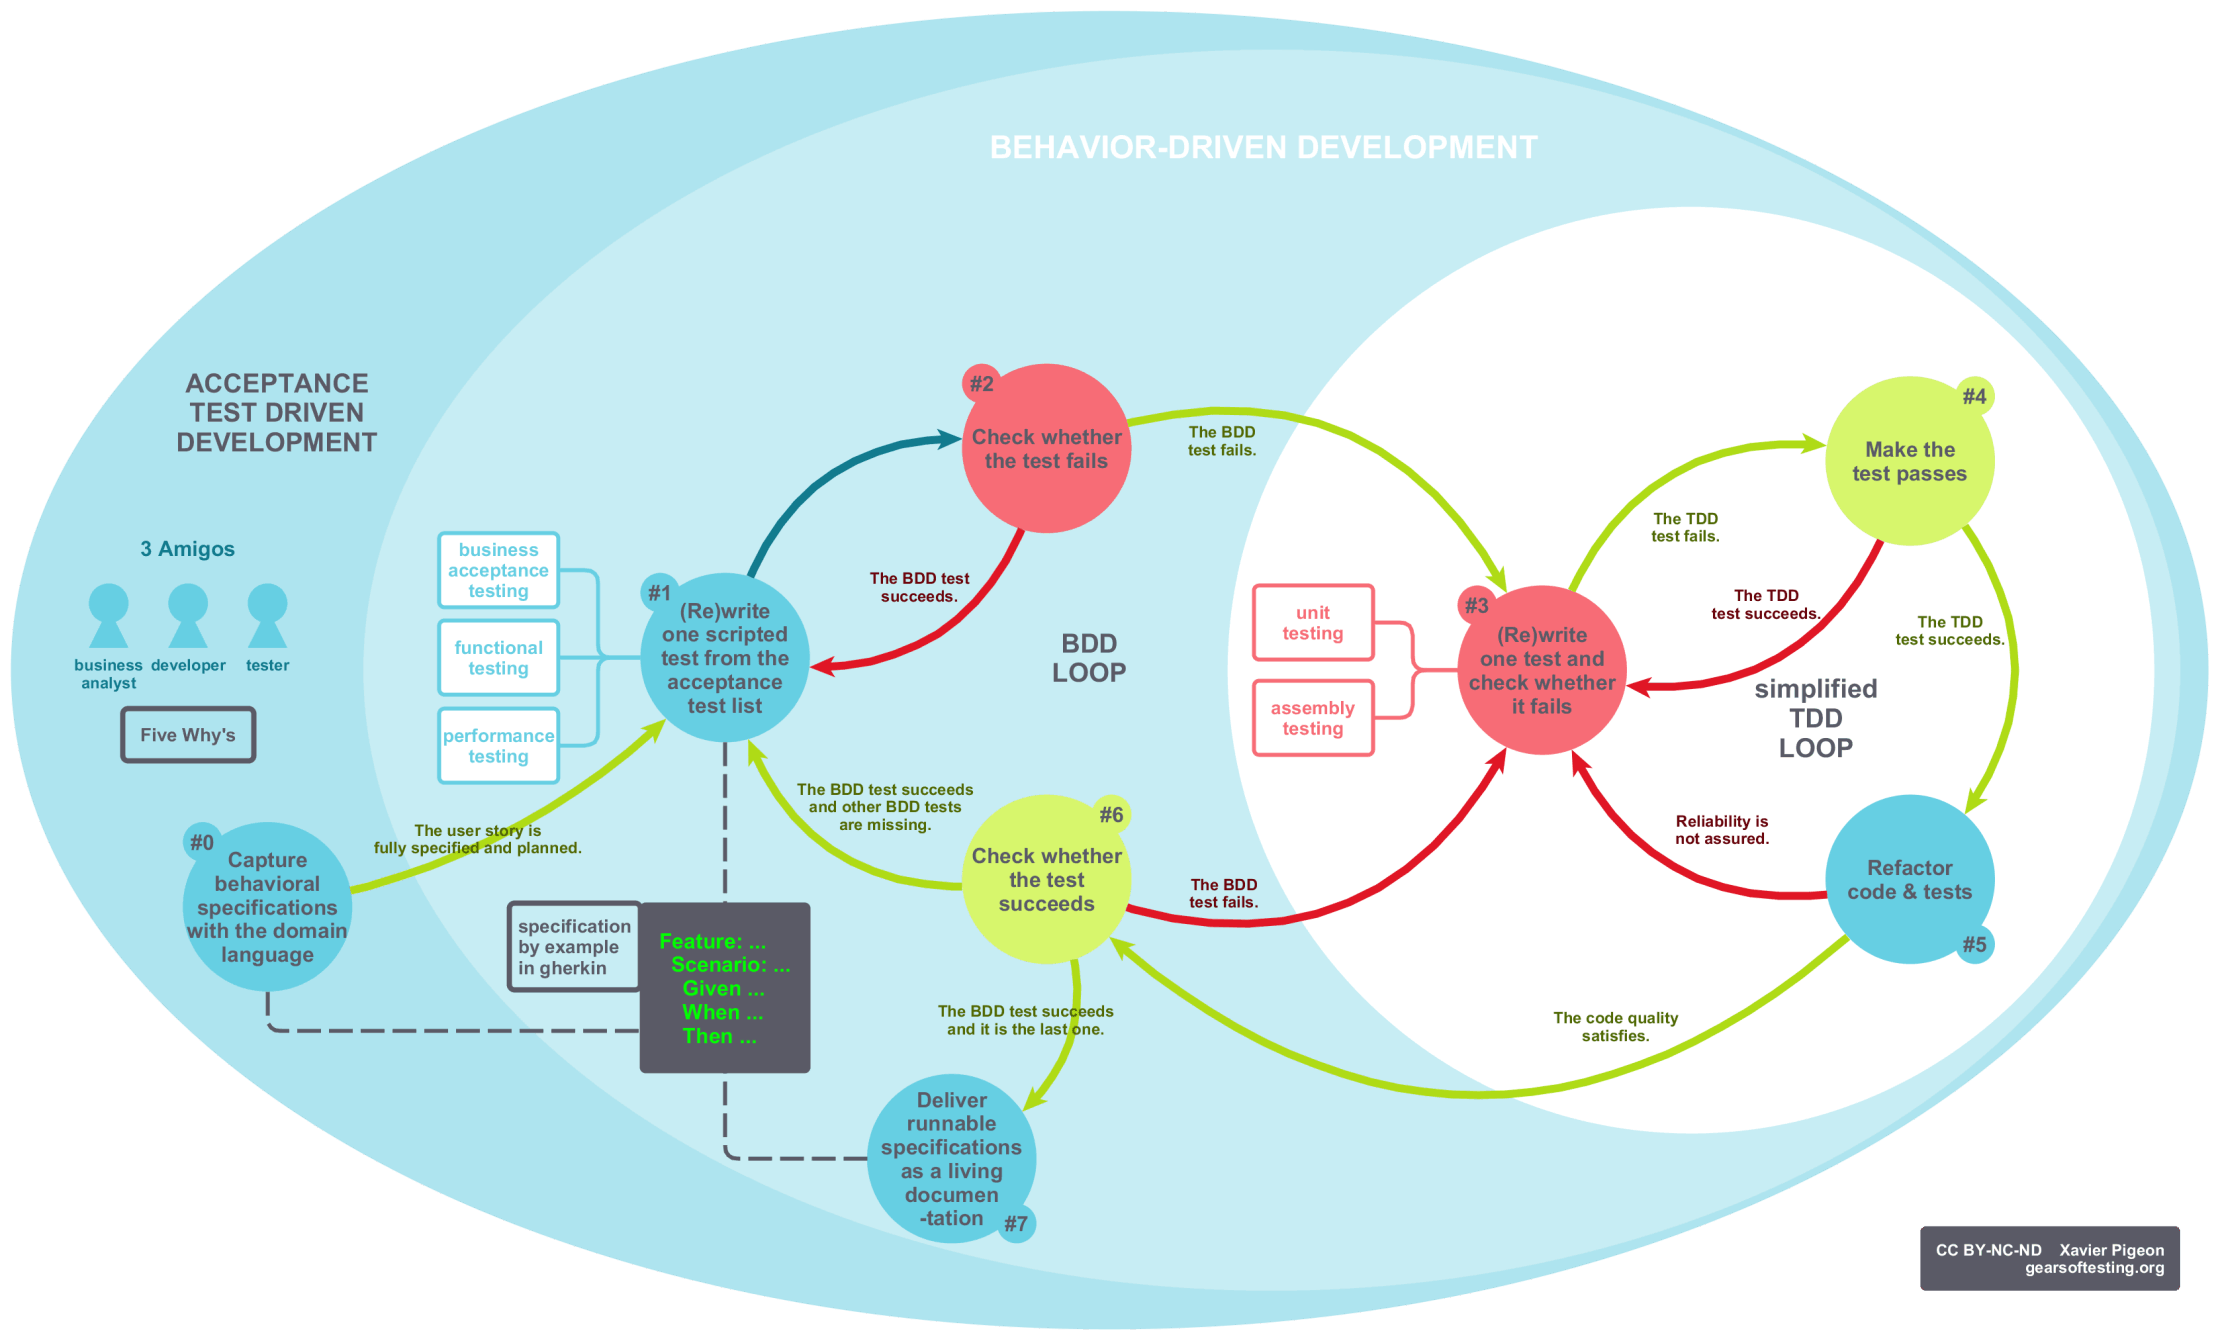 BEHAVIOR-DRIVEN DEVELOPMENT
ACCEPTANCE
TEST DRIVEN
DEVELOPMENT
3 Amigos
business
analyst
developer
tester
Five Why's
#0
Capture
behavioral
specifications
with the domain
language
The user story is
fully specified and planned.
business
acceptance
testing
functional
testing
performance
testing
#1
(Re)write
one scripted
test from the
acceptance
test list
#2
Check whether
the test fails
The BDD test
succeeds.
The BDD
test fails.
BDD
LOOP
unit
testing
assembly
testing
#3
(Re)write
one test and
check whether
it fails
The TDD
test fails.
#4
Make the
test passes
The TDD
test succeeds.
The TDD
test succeeds.
simplified
TDD
LOOP
Reliability is
not assured.
Refactor
code & tests
#5
The code quality
satisfies.
The BDD test succeeds
and other BDD tests
are missing.
#6
Check whether
the test
succeeds
The BDD
test fails.
The BDD test succeeds
and it is the last one.
specification
by example
in gherkin
Feature: ...
Scenario: ...
Given ...
When ...
Then ...
Deliver
runnable
specifications
as a living
documen
-tation
#7
CC BY-NC-ND Xavier Pigeon
gearsoftesting.org